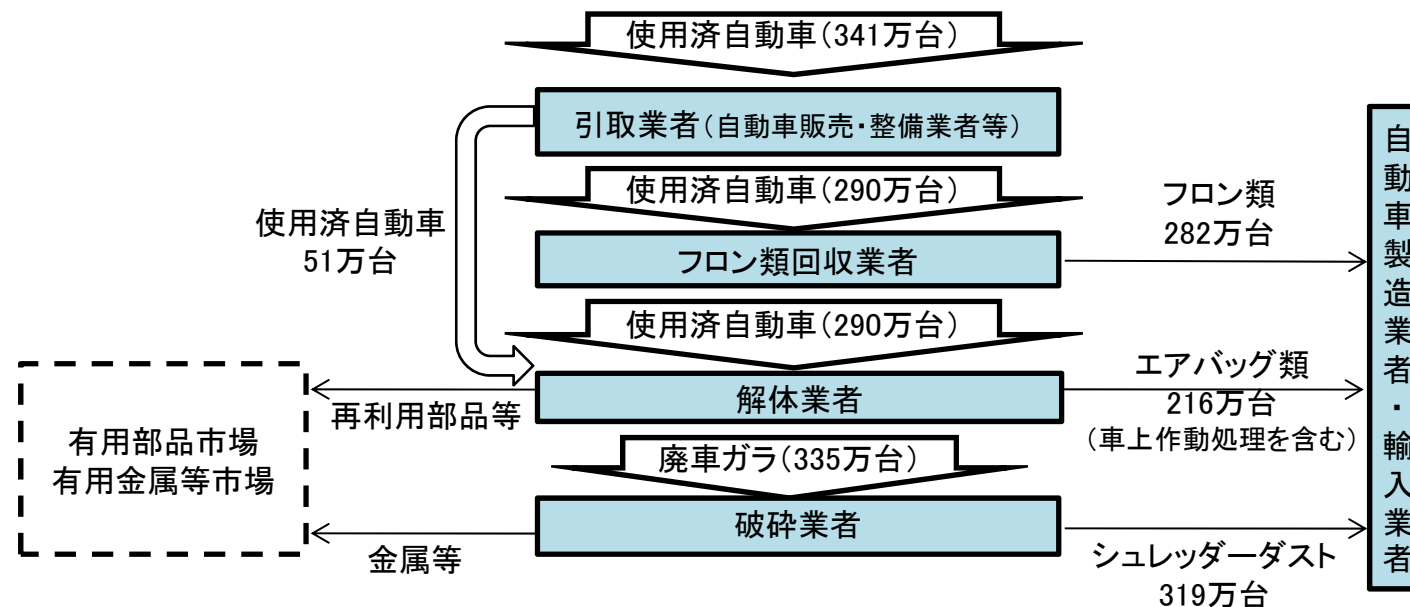 使用済自動車(341万台)
引取業者(自動車販売・整備業者等)
使用済自動車(290万台)
使用済自動車
51万台
フロン類
282万台
フロン類回収業者
使用済自動車(290万台)
エアバッグ類
216万台
(車上作動処理を含む)
解体業者
再利用部品等
有用部品市場
有用金属等市場
廃車ガラ(335万台)
破砕業者
金属等
シュレッダーダスト
319万台
自動車製造業者・輸入業者